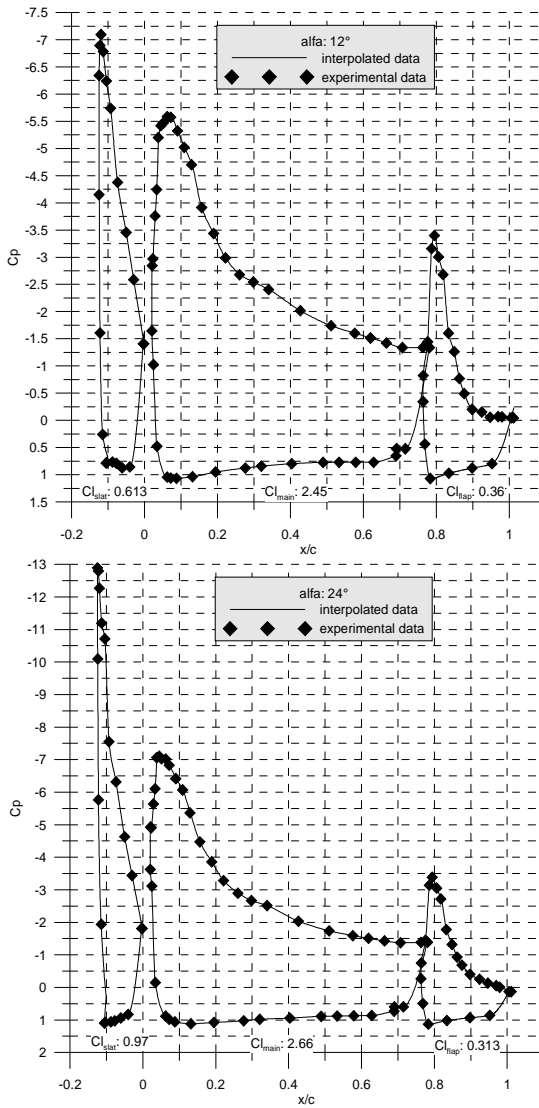 -7.5
-7
-6.5
-6
-5.5
-5
-4.5
-4
-3.5
-3
-2.5
-2
-1.5
-1
-0.5
0
0.5
1
1.5
Cp
alfa: 12°
interpolated data
experimental data
Cl_slat: 0.613
Cl_main: 2.45
Cl_flap: 0.36
-0.2 0 0.2 0.4 0.6 0.8 1
x/c
-13
-12
-11
-10
-9
-8
-7
-6
-5
-4
-3
-2
-1
0
1
2
Cp
alfa: 24°
interpolated data
experimental data
Cl_slat: 0.97
Cl_main: 2.66
Cl_flap: 0.313
-0.2 0 0.2 0.4 0.6 0.8 1
x/c